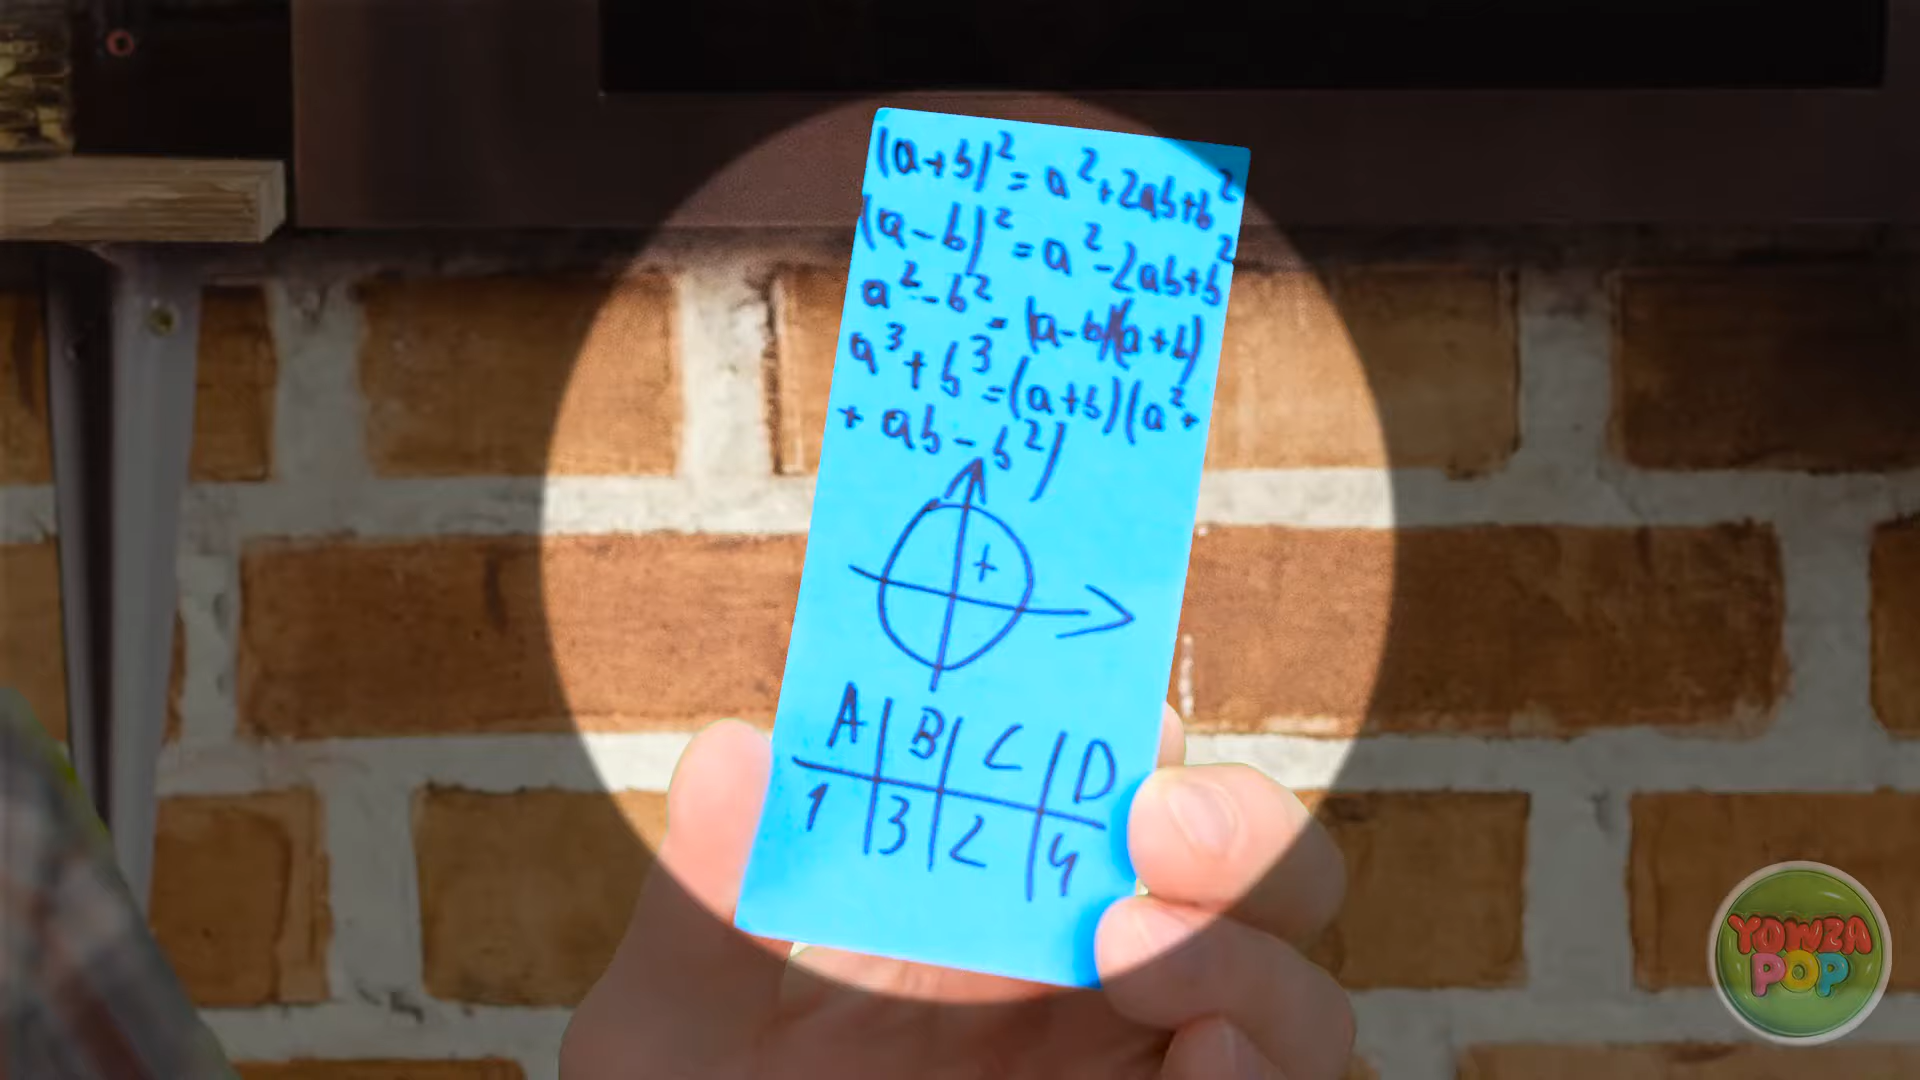 (a+b)² = a²+2ab+b²
(a-b)² = a²-2ab+b²
a²-b² = (a-b)(a+b)
a³+b³=(a+b)(a²+
+ab-b²)
+
A | B | C | D
1 | 3 | 2 | 4
YOWZA
POP